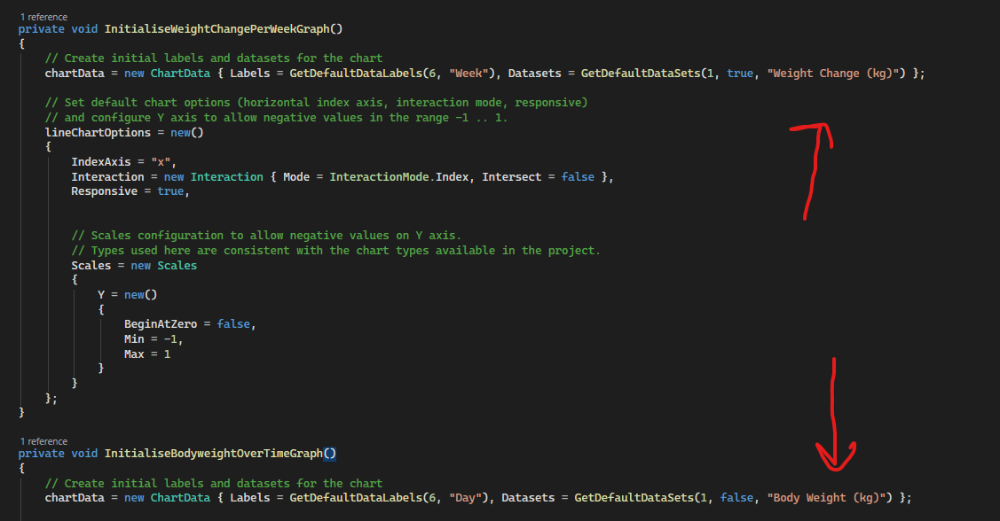 1 reference
private void InitialiseWeightChangePerWeekGraph()
{
// Create initial labels and datasets for the chart
chartData = new ChartData { Labels = GetDefaultDataLabels(6, "Week"), Datasets = GetDefaultDataSets(1, true, "Weight Change (kg)") };
// Set default chart options (horizontal index axis, interaction mode, responsive)
// and configure Y axis to allow negative values in the range -1 .. 1.
lineChartOptions = new()
{
IndexAxis = "x",
Interaction = new Interaction { Mode = InteractionMode.Index, Intersect = false },
Responsive = true,
// Scales configuration to allow negative values on Y axis.
// Types used here are consistent with the chart types available in the project.
Scales = new Scales
{
Y = new()
{
BeginAtZero = false,
Min = -1,
Max = 1
}
}
};
}
1 reference
private void InitialiseBodyweightOverTimeGraph()
{
// Create initial labels and datasets for the chart
chartData = new ChartData { Labels = GetDefaultDataLabels(6, "Day"), Datasets = GetDefaultDataSets(1, false, "Body Weight (kg)") };